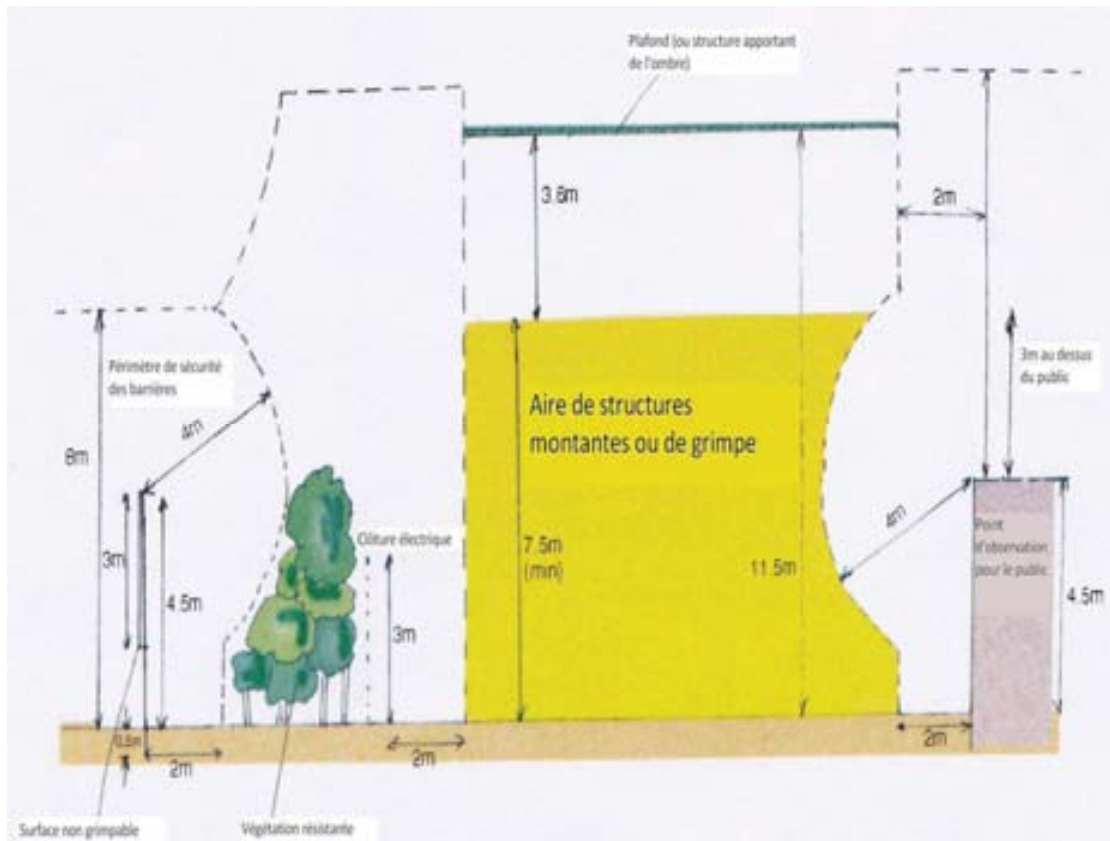 Plafond (ou structure apportant
de l'ombre)
3.6m
2m
Périmètre de sécurité
des barrières
3m au dessus
du public
4m
8m
Aire de structures
montantes ou de grimpe
Clôture électrique
3m
4.5m
3m
7.5m
(min)
11.5m
4m
Point
d'obsrvation
pour le public
4.5m
2m
2m
2m
Surface non grimpable
Végétation résistante